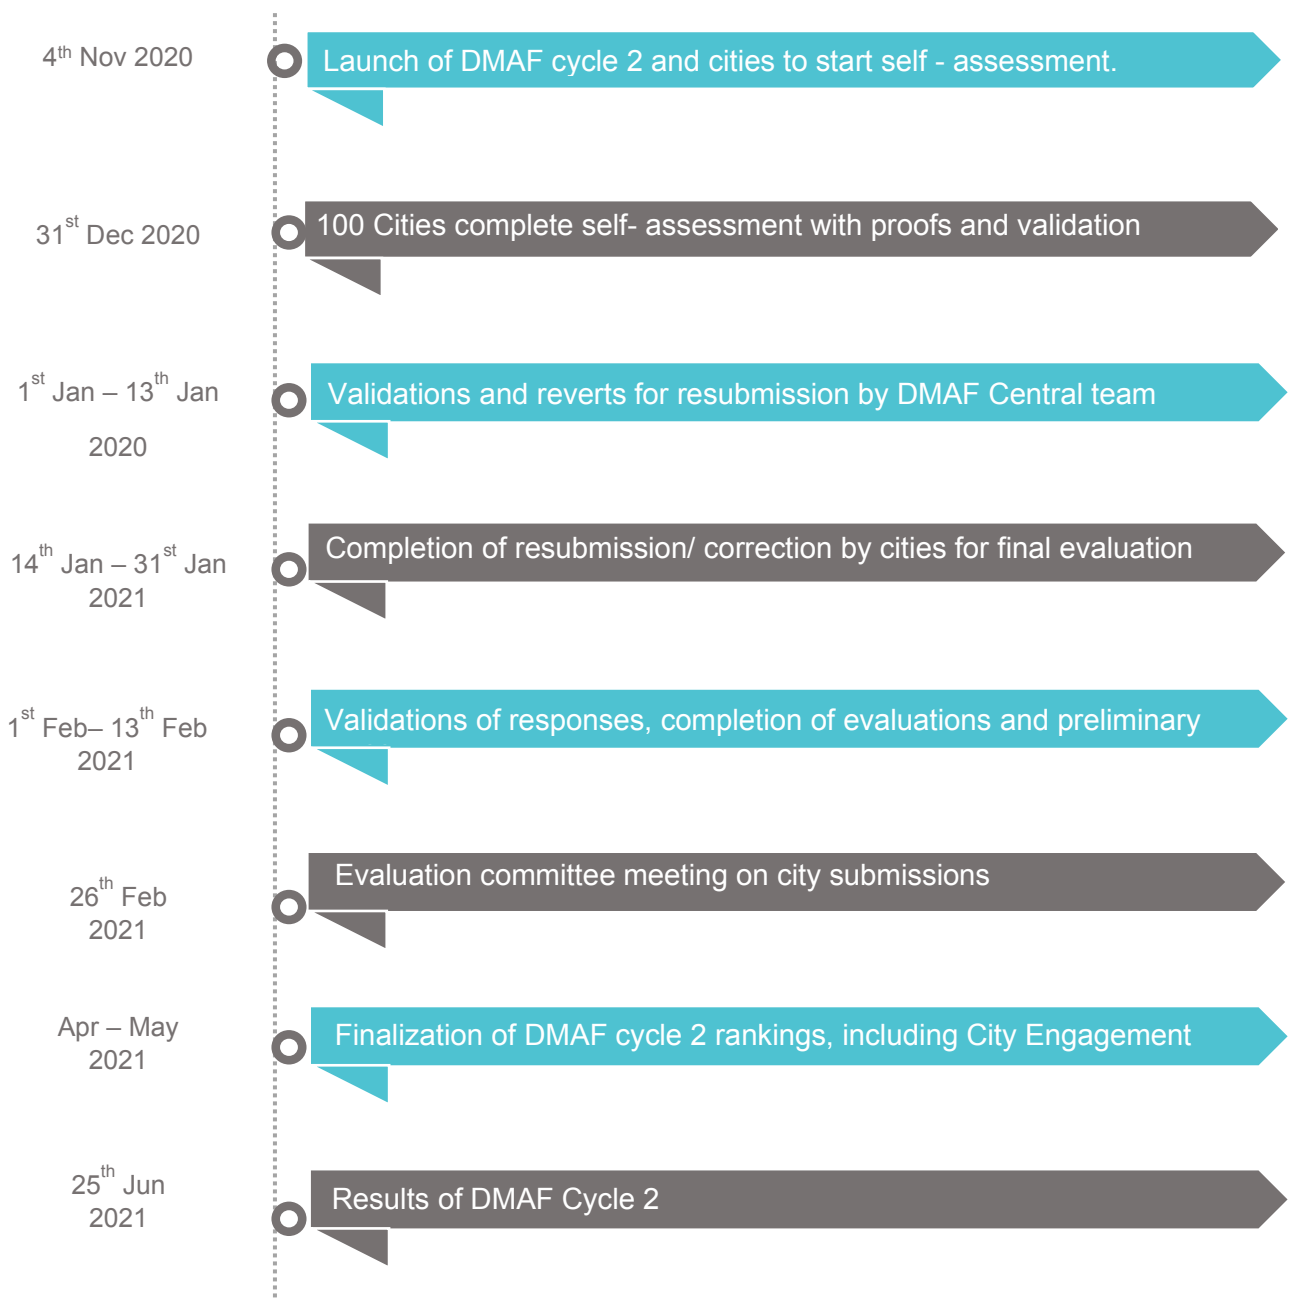 4th Nov 2020
Launch of DMAF cycle 2 and cities to start self - assessment.
31st Dec 2020
100 Cities complete self- assessment with proofs and validation
1st Jan – 13th Jan
2020
Validations and reverts for resubmission by DMAF Central team
14th Jan – 31st Jan
2021
Completion of resubmission/ correction by cities for final evaluation
1st Feb– 13th Feb
2021
Validations of responses, completion of evaluations and preliminary
26th Feb
2021
Evaluation committee meeting on city submissions
Apr – May
2021
Finalization of DMAF cycle 2 rankings, including City Engagement
25th Jun
2021
Results of DMAF Cycle 2